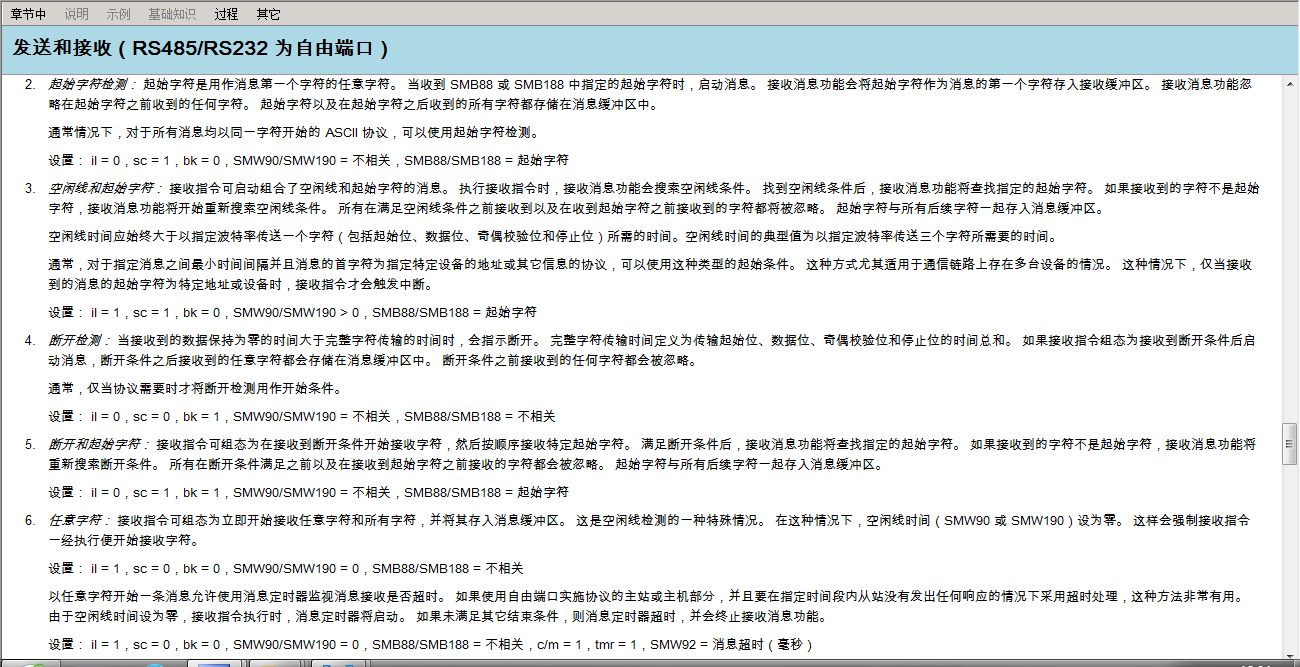 章节中 说明 示例 基础知识 过程 其它
发送和接收（RS485/RS232 为自由端口）
2. 起始字符检测： 起始字符是用作消息第一个字符的任意字符。 当收到 SMB88 或 SMB188 中指定的起始字符时，启动消息。 接收消息功能会将起始字符作为消息的第一个字符存入接收缓冲区。 接收消息功能忽
略在起始字符之前收到的任何字符。 起始字符以及在起始字符之后收到的所有字符都存储在消息缓冲区中。
通常情况下，对于所有消息均以同一字符开始的 ASCII 协议，可以使用起始字符检测。
设置： il = 0，sc = 1，bk = 0，SMW90/SMW190 = 不相关，SMB88/SMB188 = 起始字符
3. 空闲线和起始字符： 接收指令可启动组合了空闲线和起始字符的消息。 执行接收指令时，接收消息功能会搜索空闲线条件。 找到空闲线条件后，接收消息功能将查找指定的起始字符。 如果接收到的字符不是起始
字符，接收消息功能将开始重新搜索空闲线条件。 所有在满足空闲线条件之前接收到以及在收到起始字符之前接收到的字符都将被忽略。 起始字符与所有后续字符一起存入消息缓冲区。
空闲线时间应始终大于以指定波特率传送一个字符（包括起始位、数据位、奇偶校验位和停止位）所需的时间。空闲线时间的典型值为以指定波特率传送三个字符所需要的时间。
通常，对于指定消息之间最小时间间隔并且消息的首字符为指定特定设备的地址或其它信息的协议，可以使用这种类型的起始条件。 这种方式尤其适用于通信链路上存在多台设备的情况。 这种情况下，仅当接收
到的消息的起始字符为特定地址或设备时，接收指令才会触发中断。
设置： il = 1，sc = 1，bk = 0，SMW90/SMW190 > 0，SMB88/SMB188 = 起始字符
4. 断开检测： 当接收到的数据保持为零的时间大于完整字符传输的时间时，会指示断开。 完整字符传输时间定义为传输起始位、数据位、奇偶校验位和停止位的时间总和。 如果接收指令组态为接收到断开条件后启
动消息，断开条件之后接收到的任意字符都会存储在消息缓冲区中。 断开条件之前接收到的任何字符都会被忽略。
通常，仅当协议需要时才将断开检测用作开始条件。
设置： il = 0，sc = 0，bk = 1，SMW90/SMW190 = 不相关，SMB88/SMB188 = 不相关
5. 断开和起始字符： 接收指令可组态为在接收到断开条件开始接收字符，然后按顺序接收特定起始字符。 满足断开条件后，接收消息功能将查找指定的起始字符。 如果接收到的字符不是起始字符，接收消息功能将
重新搜索断开条件。 所有在断开条件满足之前以及在接收到起始字符之前接收的字符都会被忽略。 起始字符与所有后续字符一起存入消息缓冲区。
设置： il = 0，sc = 1，bk = 1，SMW90/SMW190 = 不相关，SMB88/SMB188 = 起始字符
6. 任意字符： 接收指令可组态为立即开始接收任意字符和所有字符，并将其存入消息缓冲区。 这是空闲线检测的一种特殊情况。 在这种情况下，空闲线时间（SMW90 或 SMW190）设为零。 这样会强制接收指令
一经执行便开始接收字符。
设置： il = 1，sc = 0，bk = 0，SMW90/SMW190 = 0，SMB88/SMB188 = 不相关
以任意字符开始一条消息允许使用消息定时器监视消息接收是否超时。 如果使用自由端口实施协议的主站或主机部分，并且要在指定时间段内从站没有发出任何响应的情况下采用超时处理，这种方法非常有用。
由于空闲线时间设为零，接收指令执行时，消息定时器将启动。 如果未满足其它结束条件，则消息定时器超时，并会终止接收消息功能。
设置： il = 1，sc = 0，bk = 0，SMW90/SMW190 = 0，SMB88/SMB188 = 不相关，c/m = 1，tmr = 1，SMW92 = 消息超时（毫秒）